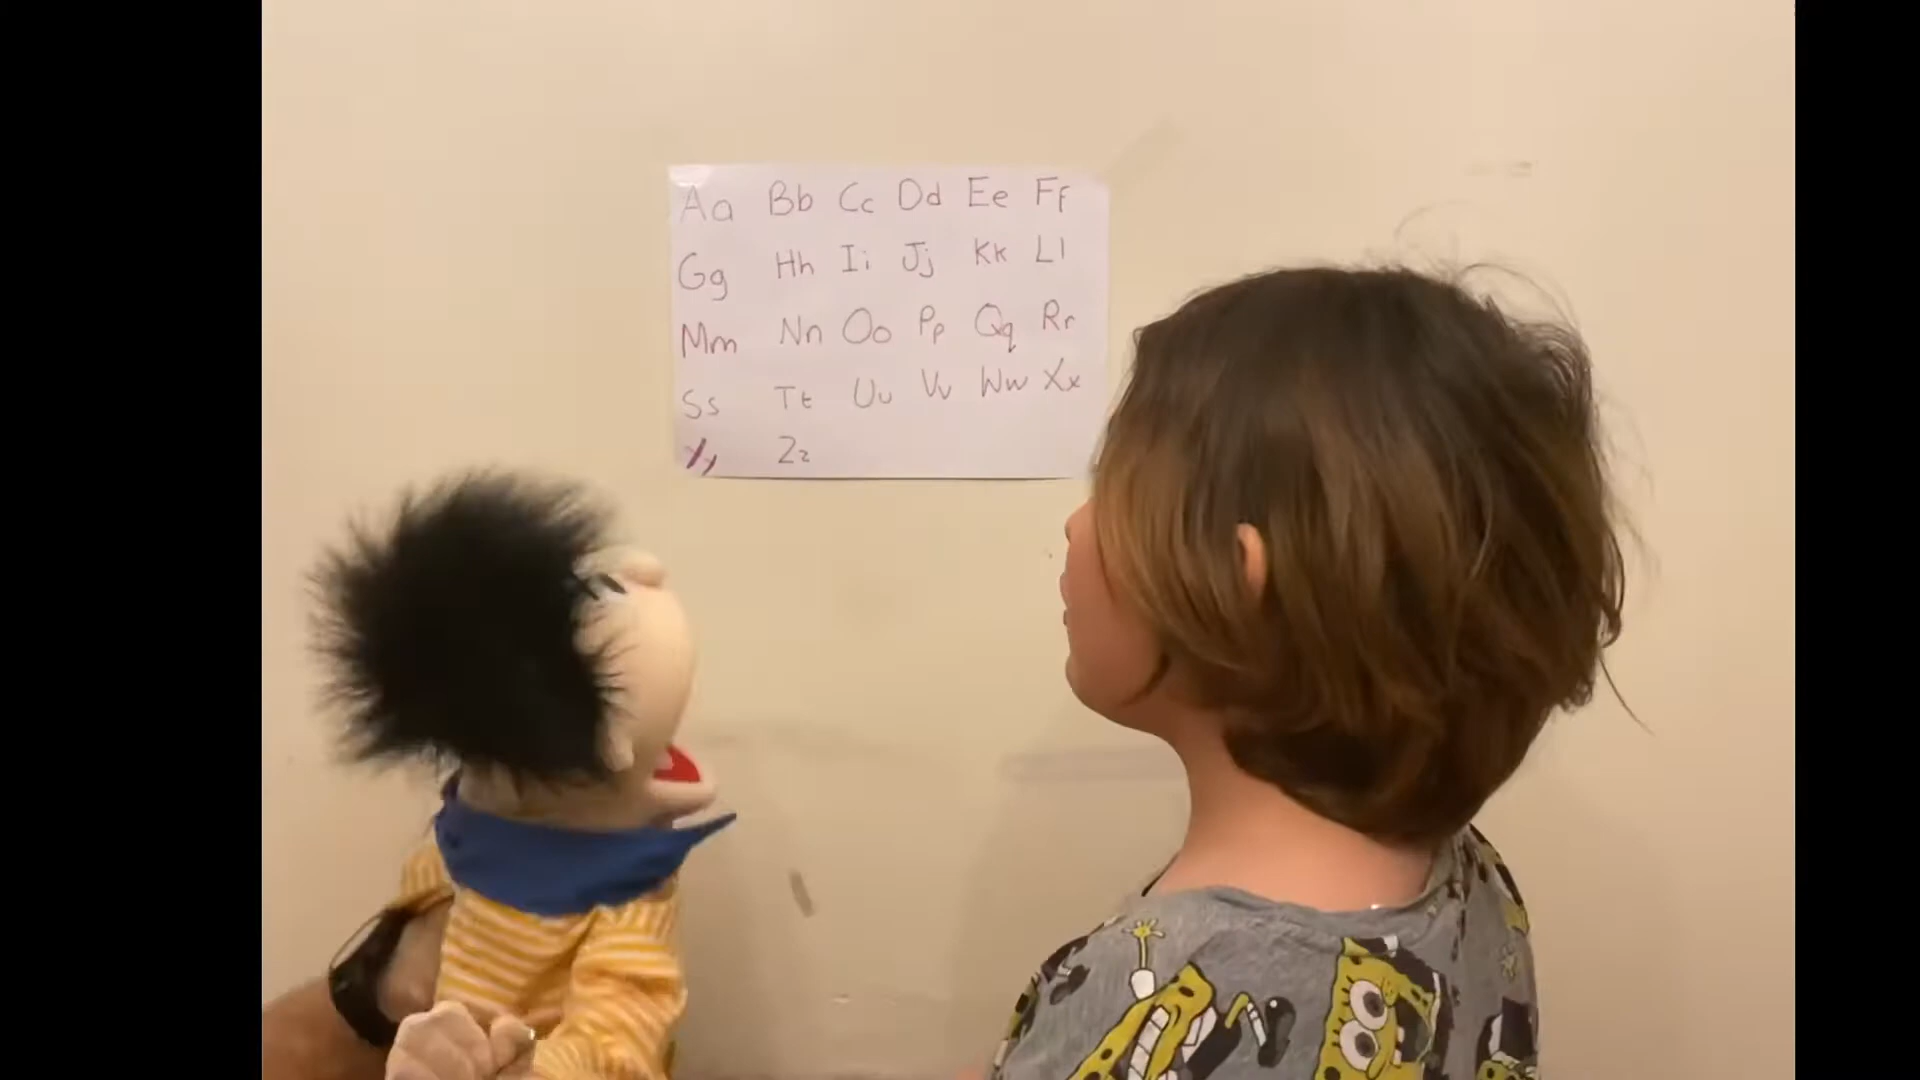 Aa Bb Cc Dd Ee Ff
Gg Hh Ii Jj Kk Ll
Mm Nn Oo Pp Qq Rr
Ss Tt Uu Vv Ww Xx
Yy Zz